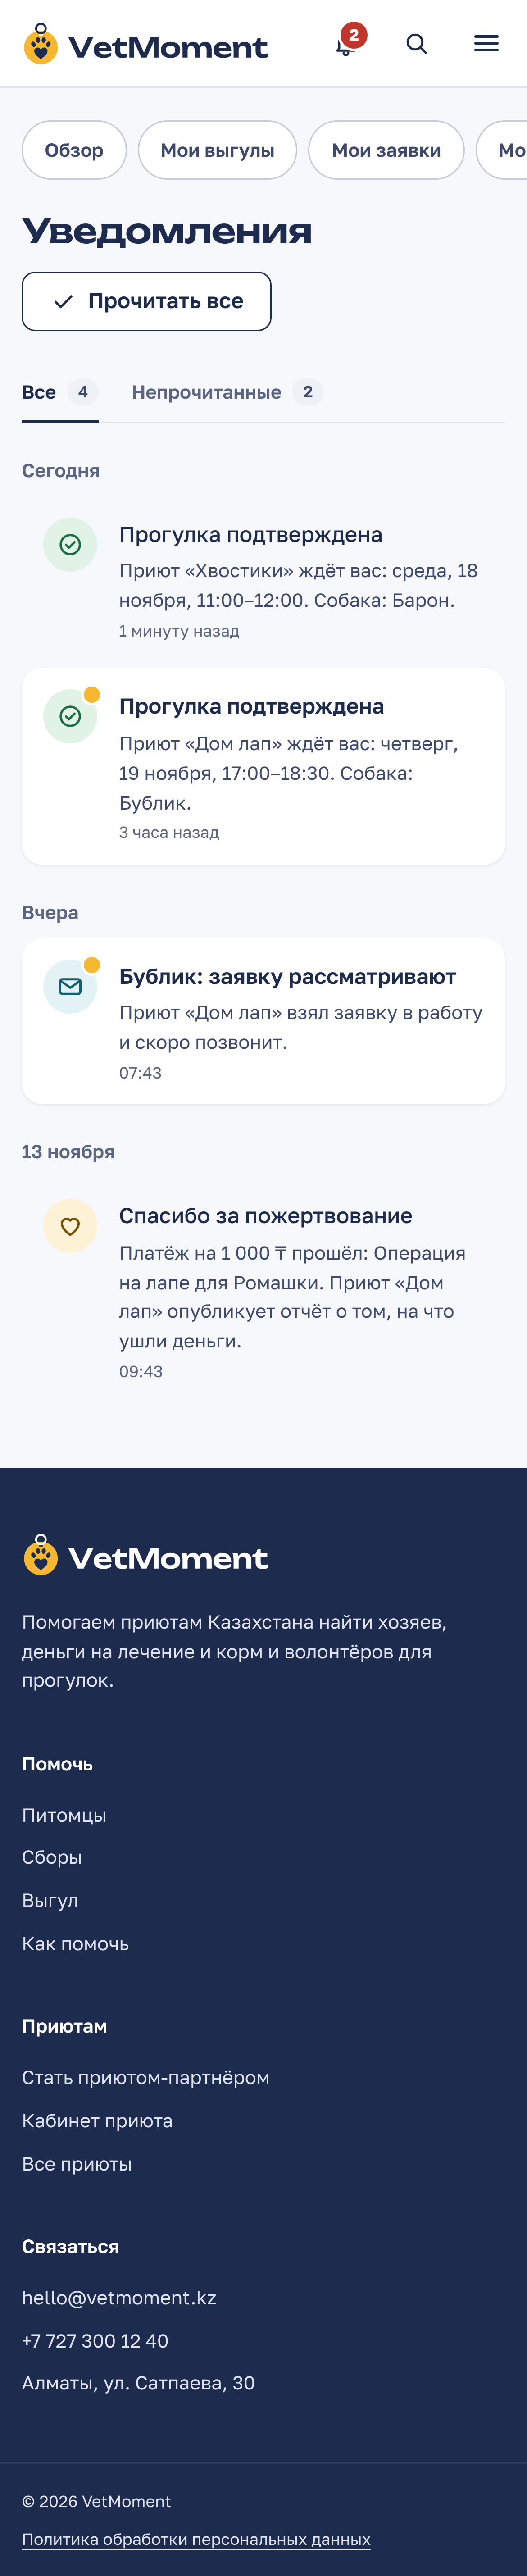 VetMoment
2
Обзор
Мои выгулы
Мои заявки
Мо
Уведомления
Прочитать все
Все 4
Непрочитанные 2
Сегодня
Прогулка подтверждена
Приют «Хвостики» ждёт вас: среда, 18
ноября, 11:00–12:00. Собака: Барон.
1 минуту назад
Прогулка подтверждена
Приют «Дом лап» ждёт вас: четверг,
19 ноября, 17:00–18:30. Собака:
Бублик.
3 часа назад
Вчера
Бублик: заявку рассматривают
Приют «Дом лап» взял заявку в работу
и скоро позвонит.
07:43
13 ноября
Спасибо за пожертвование
Платёж на 1 000 ₸ прошёл: Операция
на лапе для Ромашки. Приют «Дом
лап» опубликует отчёт о том, на что
ушли деньги.
09:43
VetMoment
Помогаем приютам Казахстана найти хозяев,
деньги на лечение и корм и волонтёров для
прогулок.
Помочь
Питомцы
Сборы
Выгул
Как помочь
Приютам
Стать приютом-партнёром
Кабинет приюта
Все приюты
Связаться
hello@vetmoment.kz
+7 727 300 12 40
Алматы, ул. Сатпаева, 30
© 2026 VetMoment
Политика обработки персональных данных